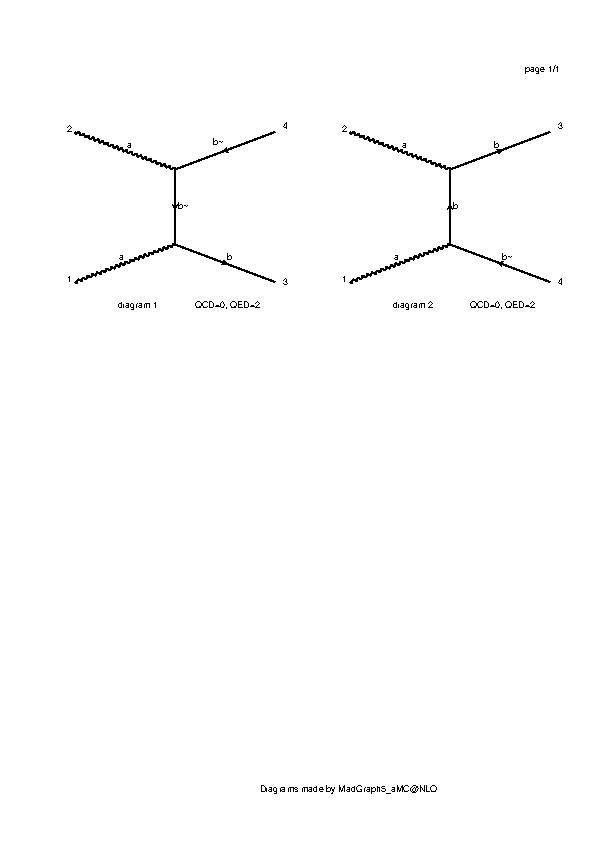 page 1/1
2
a
b~
4
b~
a
b
1
3
diagram 1 QCD=0, QED=2
2
a
b
3
b
a
b~
1
4
diagram 2 QCD=0, QED=2
Diagrams made by MadGraph5_aMC@NLO